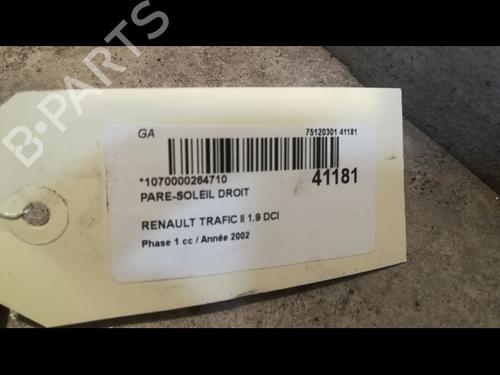 B-PARTS
GA 75120301 41181
*1070000264710 41181
PARE-SOLEIL DROIT
RENAULT TRAFIC II 1.9 DCI
Phase 1 cc / Année 2002